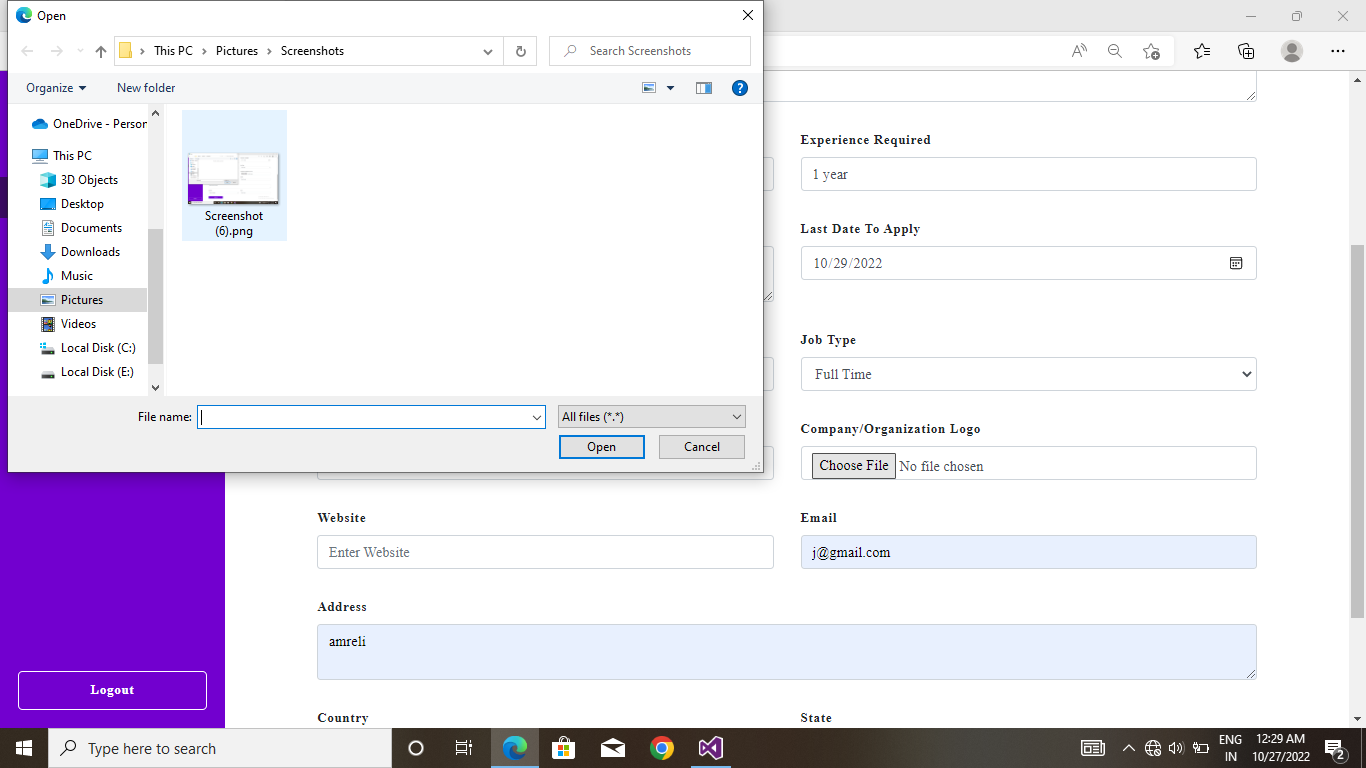 Open
This PC
Pictures
Screenshots
Search Screenshots
Organize
New folder
OneDrive - Person
This PC
3D Objects
Desktop
Documents
Downloads
Music
Pictures
Videos
Local Disk (C:)
Local Disk (E:)
Screenshot
(6).png
File name:
All files (*.*)
Open
Cancel
Experience Required
1 year
Last Date To Apply
10/29/2022
Job Type
Full Time
Company/Organization Logo
Choose File No file chosen
Website
Email
Enter Website
j@gmail.com
Address
amreli
Country
State
Logout
Type here to search
ENG
IN
12:29 AM
10/27/2022
2